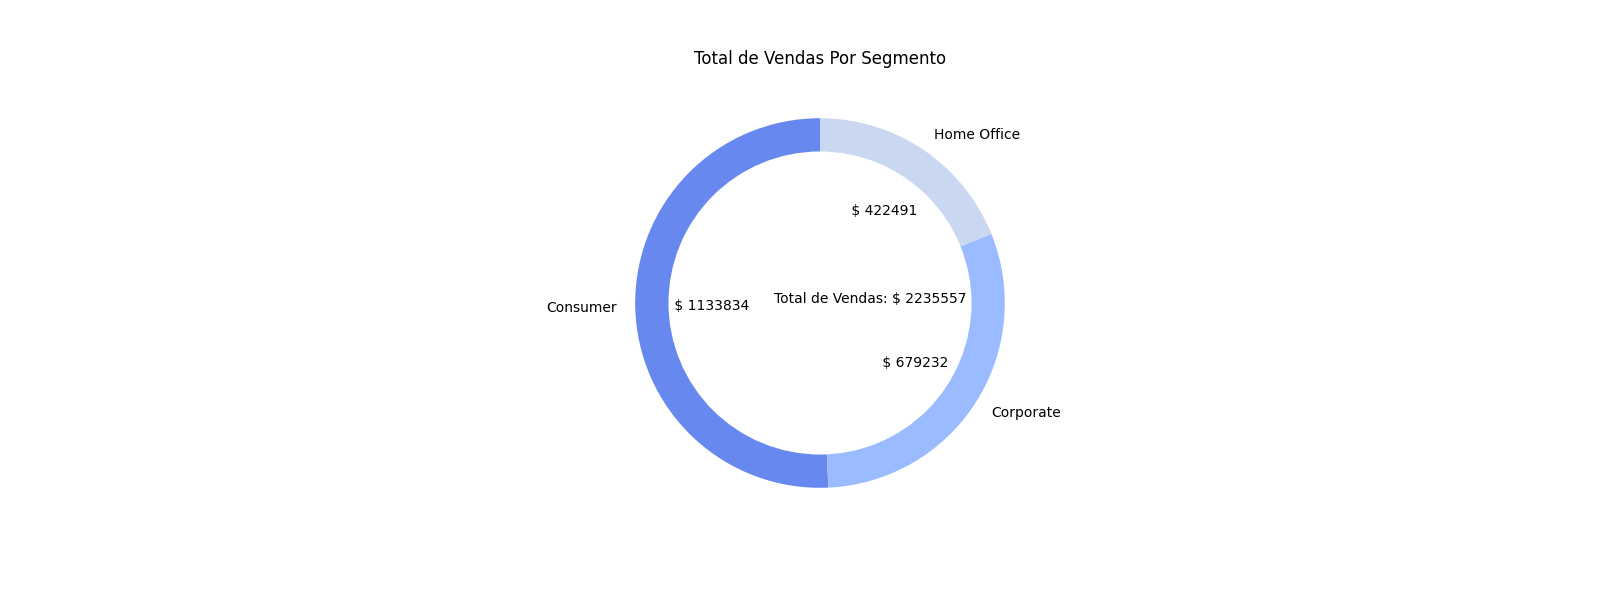 Total de Vendas Por Segmento
Home Office
$ 422491
Total de Vendas: $ 2235557
Consumer
$ 1133834
$ 679232
Corporate